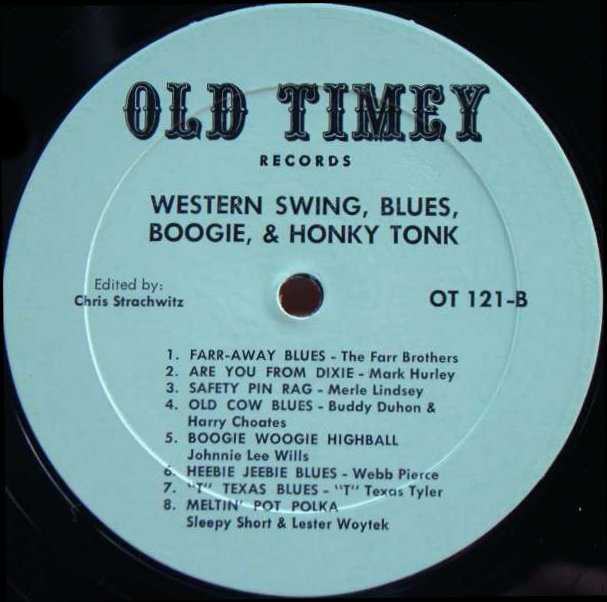 OLD TIMEY
RECORDS
WESTERN SWING, BLUES,
BOOGIE, & HONKY TONK
Edited by:
Chris Strachwitz
OT 121-B
1. FARR-AWAY BLUES - The Farr Brothers
2. ARE YOU FROM DIXIE - Mark Hurley
3. SAFETY PIN RAG - Merle Lindsey
4. OLD COW BLUES - Buddy Duhon &
Harry Choates
5. BOOGIE WOOGIE HIGHBALL
Johnnie Lee Wills
6. HEEBIE JEEBIE BLUES - Webb Pierce
7. "T" TEXAS BLUES - "T" Texas Tyler
8. MELTIN' POT POLKA
Sleepy Short & Lester Woytek